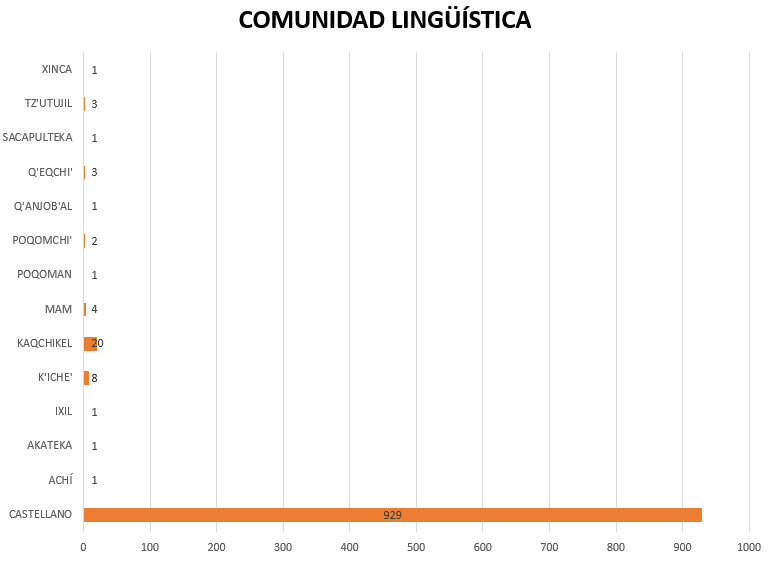 COMUNIDAD LINGÜÍSTICA
XINCA 1
TZ'UTUJIL 3
SACAPULTEKA 1
Q'EQCHI' 3
Q'ANJOB'AL 1
POQOMCHI' 2
POQOMAN 1
MAM 4
KAQCHIKEL 20
K'ICHE' 8
IXIL 1
AKATEKA 1
ACHÍ 1
CASTELLANO 929
0 100 200 300 400 500 600 700 800 900 1000